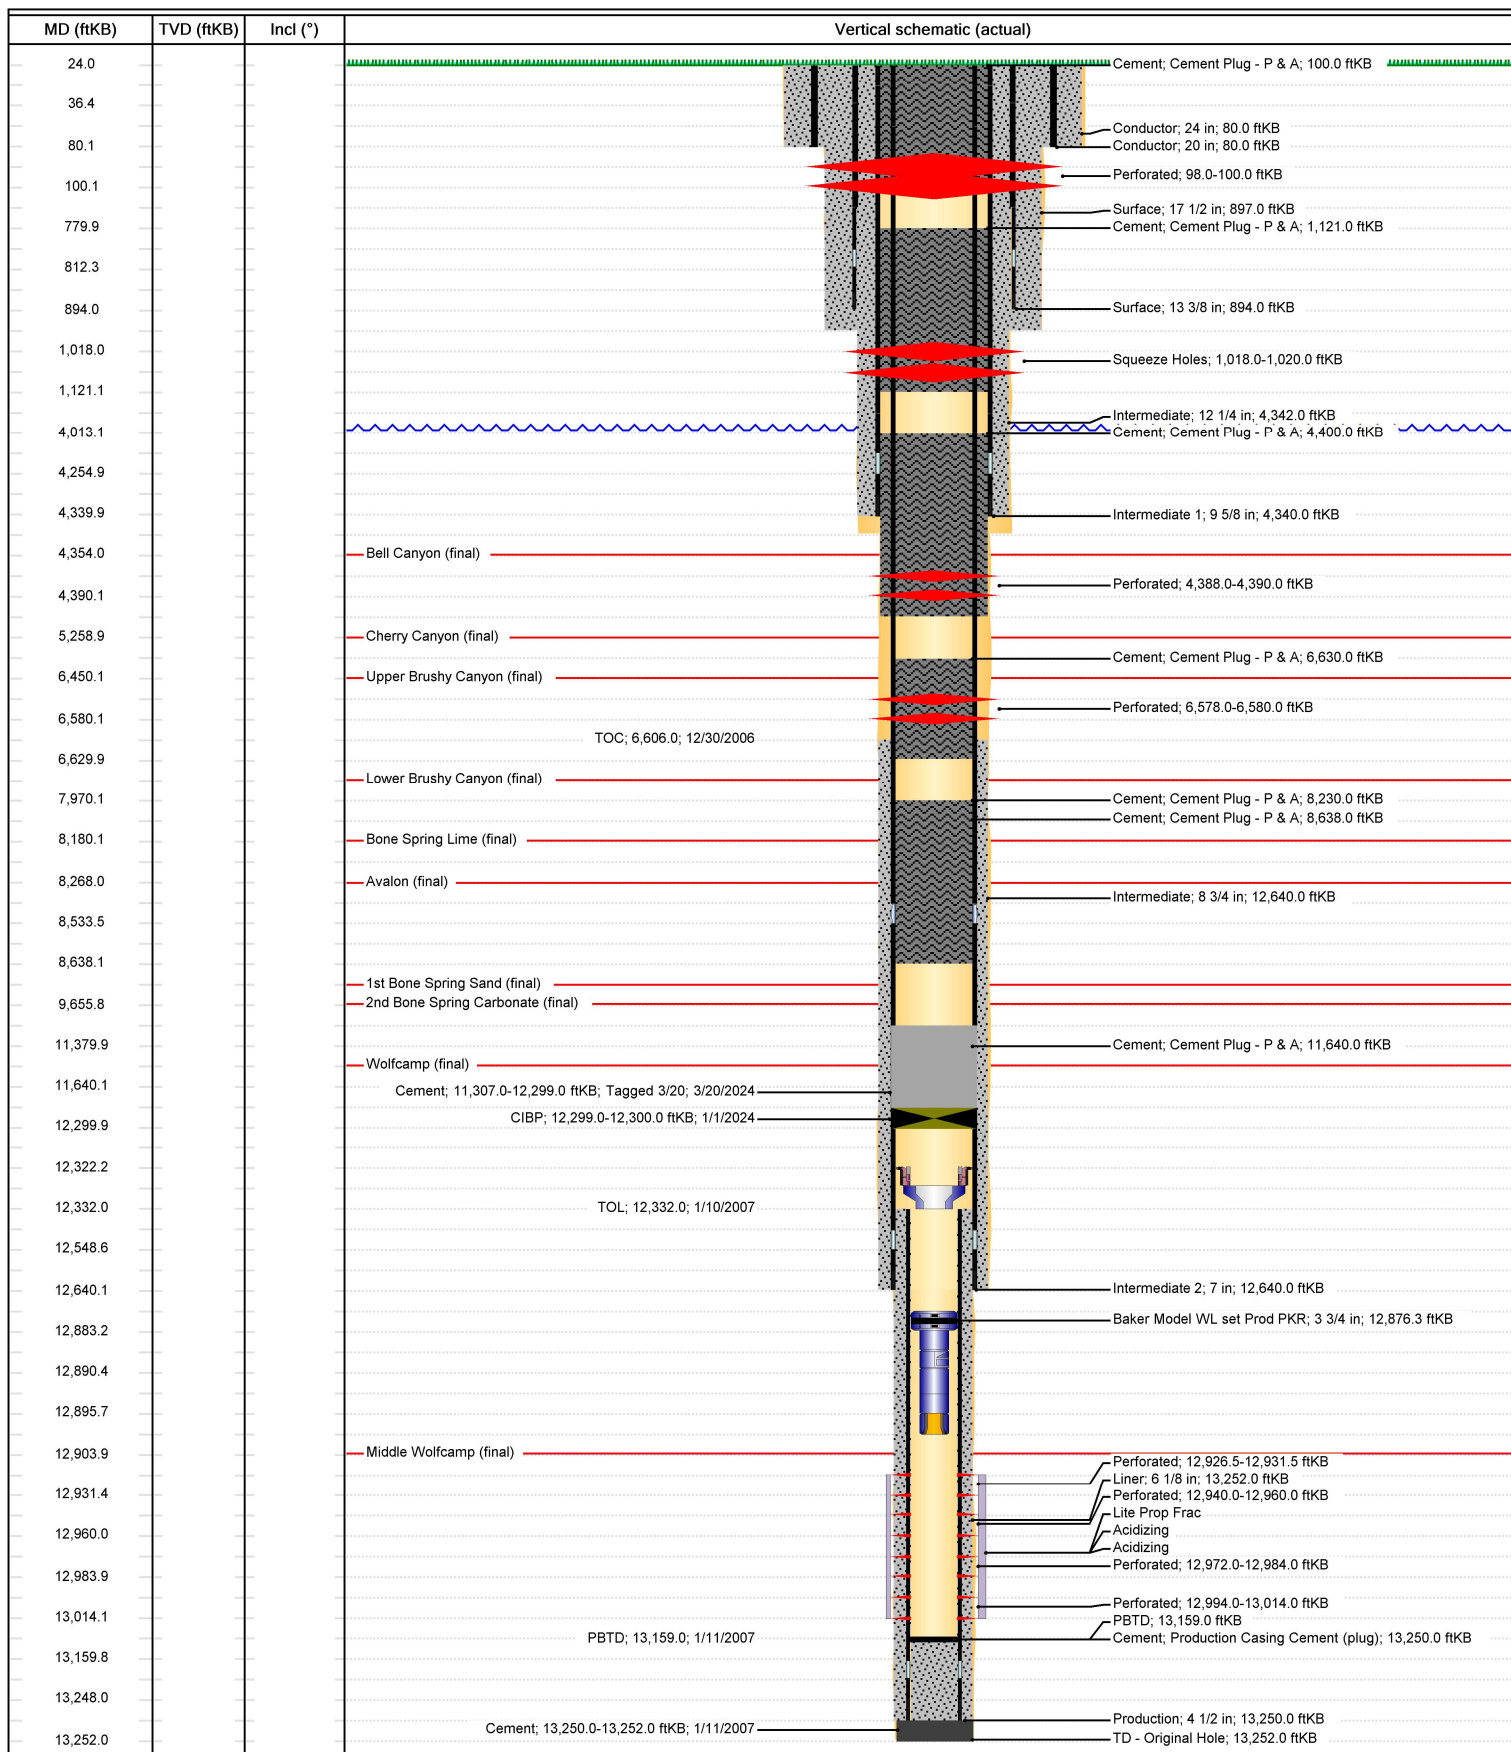 MD (ftKB) TVD (ftKB) Incl (°) Vertical schematic (actual)
24.0 Cement; Cement Plug - P & A; 100.0 ftKB
36.4
Conductor; 24 in; 80.0 ftKB
80.1 Conductor; 20 in; 80.0 ftKB
Perforated; 98.0-100.0 ftKB
100.1
Surface; 17 1/2 in; 897.0 ftKB
779.9 Cement; Cement Plug - P & A; 1,121.0 ftKB
812.3
894.0 Surface; 13 3/8 in; 894.0 ftKB
1,018.0
Squeeze Holes; 1,018.0-1,020.0 ftKB
1,121.1
Intermediate; 12 1/4 in; 4,342.0 ftKB
4,013.1 Cement; Cement Plug - P & A; 4,400.0 ftKB
4,254.9
4,339.9 Intermediate 1; 9 5/8 in; 4,340.0 ftKB
4,354.0 Bell Canyon (final)
Perforated; 4,388.0-4,390.0 ftKB
4,390.1
5,258.9 Cherry Canyon (final)
Cement; Cement Plug - P & A; 6,630.0 ftKB
6,450.1 Upper Brushy Canyon (final)
Perforated; 6,578.0-6,580.0 ftKB
6,580.1
TOC; 6,606.0; 12/30/2006
6,629.9
Lower Brushy Canyon (final)
7,970.1 Cement; Cement Plug - P & A; 8,230.0 ftKB
Cement; Cement Plug - P & A; 8,638.0 ftKB
8,180.1 Bone Spring Lime (final)
8,268.0 Avalon (final)
Intermediate; 8 3/4 in; 12,640.0 ftKB
8,533.5
8,638.1
1st Bone Spring Sand (final)
9,655.8 2nd Bone Spring Carbonate (final)
11,379.9 Cement; Cement Plug - P & A; 11,640.0 ftKB
Wolfcamp (final)
11,640.1 Cement; 11,307.0-12,299.0 ftKB; Tagged 3/20; 3/20/2024
CIBP; 12,299.0-12,300.0 ftKB; 1/1/2024
12,299.9
12,322.2
12,332.0 TOL; 12,332.0; 1/10/2007
12,548.6
12,640.1 Intermediate 2; 7 in; 12,640.0 ftKB
Baker Model WL set Prod PKR; 3 3/4 in; 12,876.3 ftKB
12,883.2
12,890.4
12,895.7
12,903.9 Middle Wolfcamp (final)
Perforated; 12,926.5-12,931.5 ftKB
Liner; 6 1/8 in; 13,252.0 ftKB
12,931.4 Perforated; 12,940.0-12,960.0 ftKB
Lite Prop Frac
12,960.0 Acidizing
Acidizing
Perforated; 12,972.0-12,984.0 ftKB
12,983.9
Perforated; 12,994.0-13,014.0 ftKB
13,014.1 PBTD; 13,159.0 ftKB
PBTD; 13,159.0; 1/11/2007 Cement; Production Casing Cement (plug); 13,250.0 ftKB
13,159.8
13,248.0
Production; 4 1/2 in; 13,250.0 ftKB
Cement; 13,250.0-13,252.0 ftKB; 1/11/2007
13,252.0 TD - Original Hole; 13,252.0 ftKB